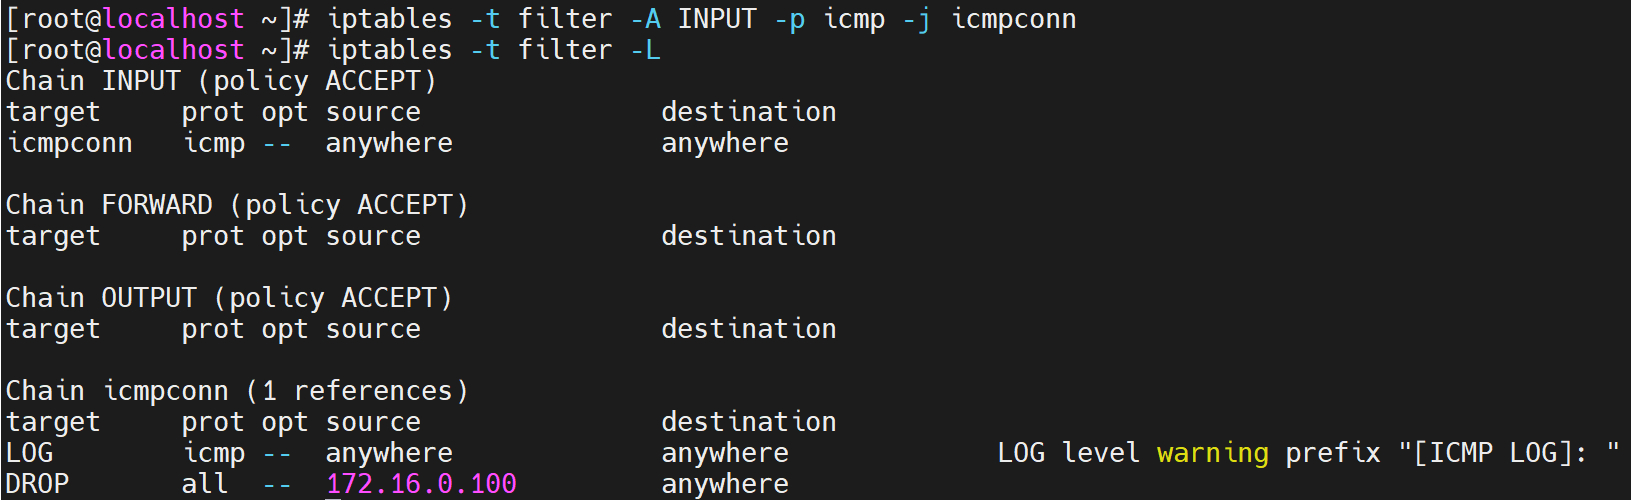 [root@localhost ~]# iptables -t filter -A INPUT -p icmp -j icmpconn
[root@localhost ~]# iptables -t filter -L
Chain INPUT (policy ACCEPT)
target     prot opt source               destination
icmpconn   icmp --  anywhere             anywhere

Chain FORWARD (policy ACCEPT)
target     prot opt source               destination

Chain OUTPUT (policy ACCEPT)
target     prot opt source               destination

Chain icmpconn (1 references)
target     prot opt source               destination
LOG        icmp --  anywhere             anywhere             LOG level warning prefix "[ICMP LOG]: "
DROP       all  --  172.16.0.100         anywhere